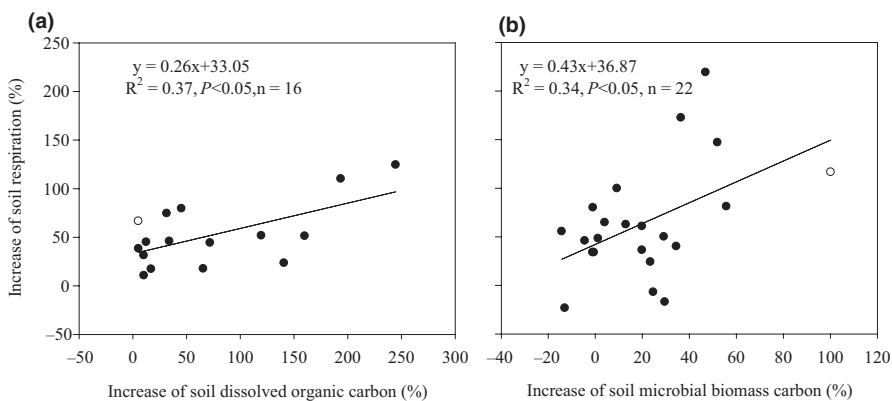 (a)
(b)
250
200
150
100
50
0
–50
y = 0.26x+33.05
R² = 0.37, P<0.05,n = 16
y = 0.43x+36.87
R² = 0.34, P<0.05, n = 22
Increase of soil respiration (%)
–50 0 50 100 150 200 250 300
–40 –20 0 20 40 60 80 100 120
Increase of soil dissolved organic carbon (%)
Increase of soil microbial biomass carbon (%)